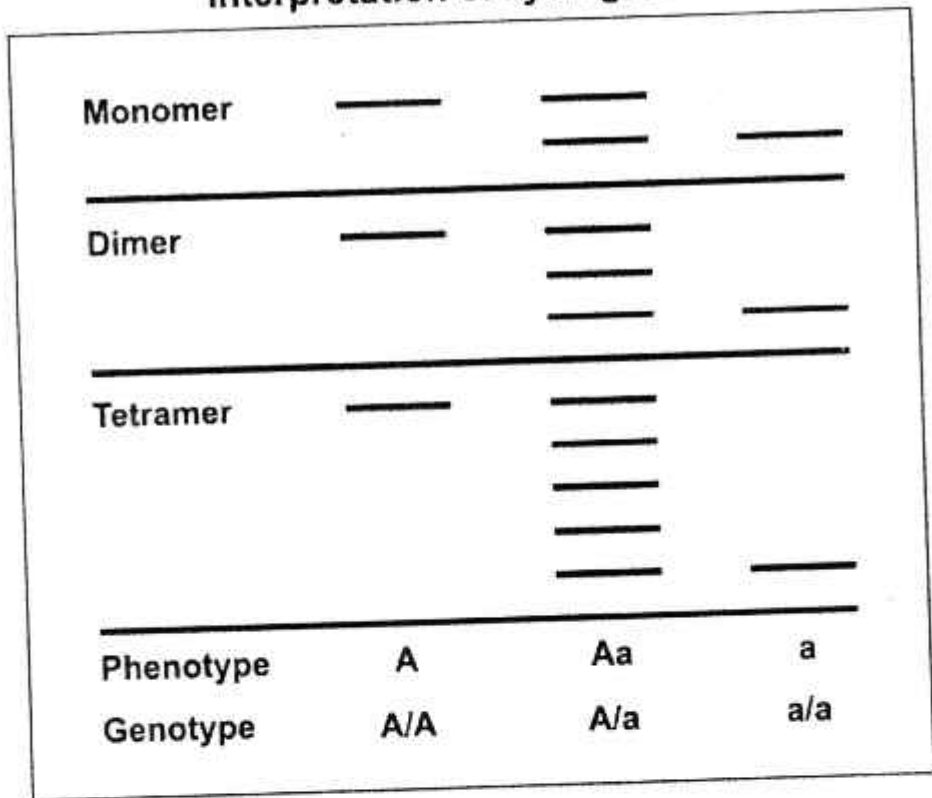 Monomer
Dimer
Tetramer
Phenotype A Aa a
Genotype A/A A/a a/a